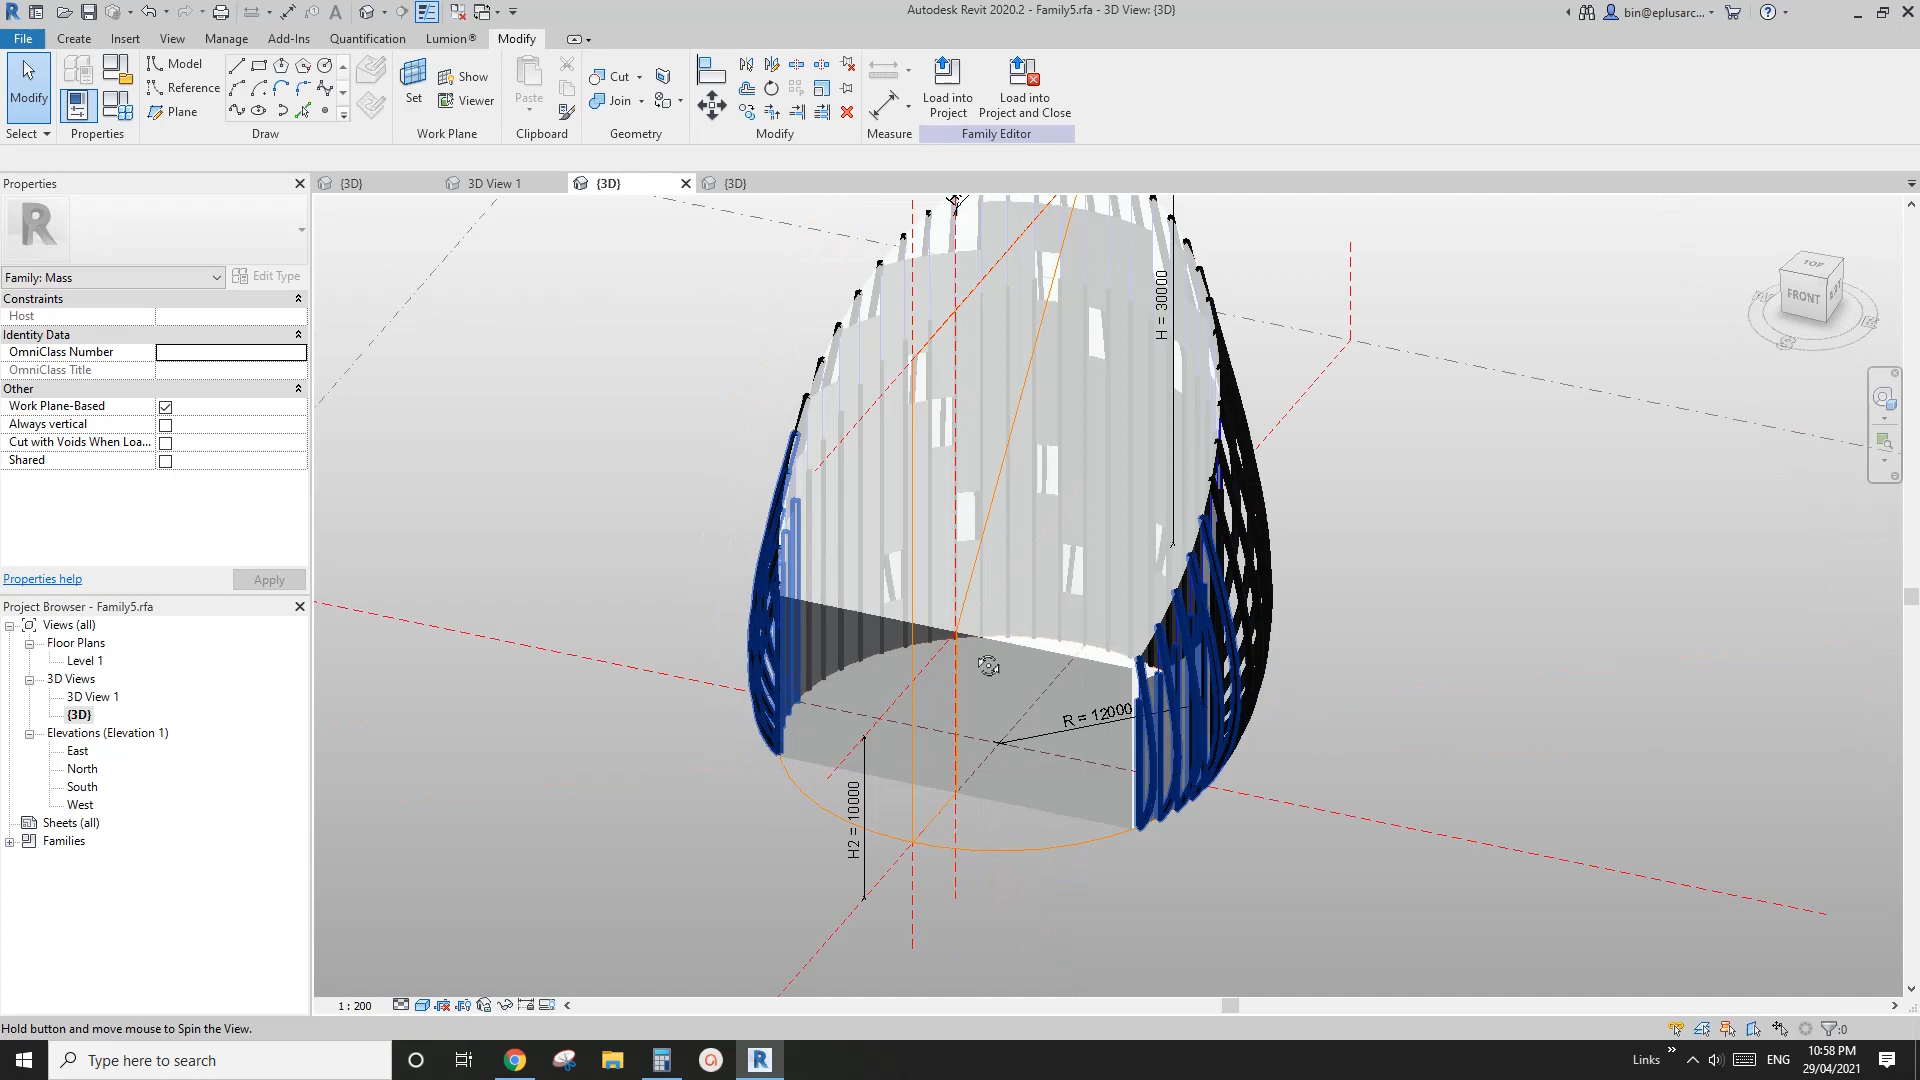 Autodesk Revit 2020.2 - Family5.rfa - 3D View: {3D}
bin@eplusarc...
File Create Insert View Manage Add-Ins Quantification Lumion® Modify
Modify
Model
Reference
Plane
Set
Show
Viewer
Paste
Cut
Join
Load into Project
Load into Project and Close
Select Properties Draw Work Plane Clipboard Geometry Modify Measure Family Editor
Properties
{3D} 3D View 1 {3D} {3D}
Family: Mass Edit Type
Constraints
Host
Identity Data
OmniClass Number
OmniClass Title
Other
Work Plane-Based
Always vertical
Cut with Voids When Loa...
Shared
Properties help Apply
Project Browser - Family5.rfa
Views (all)
Floor Plans
Level 1
3D Views
3D View 1
{3D}
Elevations (Elevation 1)
East
North
South
West
Sheets (all)
Families
H = 30000
R = 12000
H2 = 10000
TOP
FRONT
1 : 200
Hold button and move mouse to Spin the View.
:0
Type here to search
Links
ENG
10:58 PM
29/04/2021